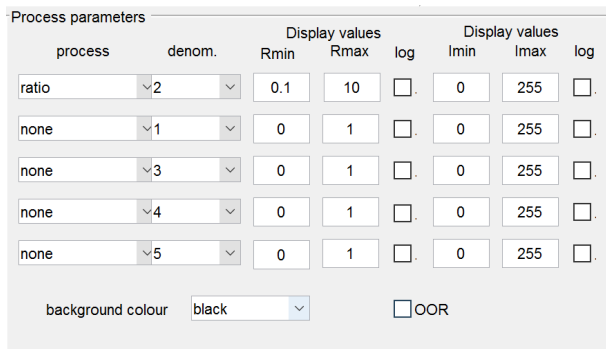 Process parameters
Display values Display values
process denom. Rmin Rmax log Imin Imax log
ratio 2 0.1 10 . 0 255 .
none 1 0 1 . 0 255 .
none 3 0 1 . 0 255 .
none 4 0 1 . 0 255 .
none 5 0 1 . 0 255 .
background colour black OOR